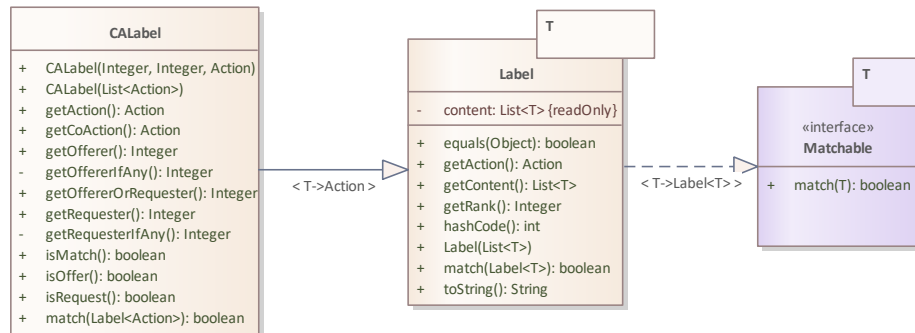 CALabel
+ CALabel(Integer, Integer, Action)
+ CALabel(List<Action>)
+ getAction(): Action
+ getCoAction(): Action
+ getOfferer(): Integer
- getOffererIfAny(): Integer
+ getOffererOrRequester(): Integer
+ getRequester(): Integer
- getRequesterIfAny(): Integer
+ isMatch(): boolean
+ isOffer(): boolean
+ isRequest(): boolean
+ match(Label<Action>): boolean
< T->Action >
T
Label
- content: List<T> {readOnly}
+ equals(Object): boolean
+ getAction(): Action
+ getContent(): List<T>
+ getRank(): Integer
+ hashCode(): int
+ Label(List<T>)
+ match(Label<T>): boolean
+ toString(): String
< T->Label<T> >
T
«interface»
Matchable
+ match(T): boolean